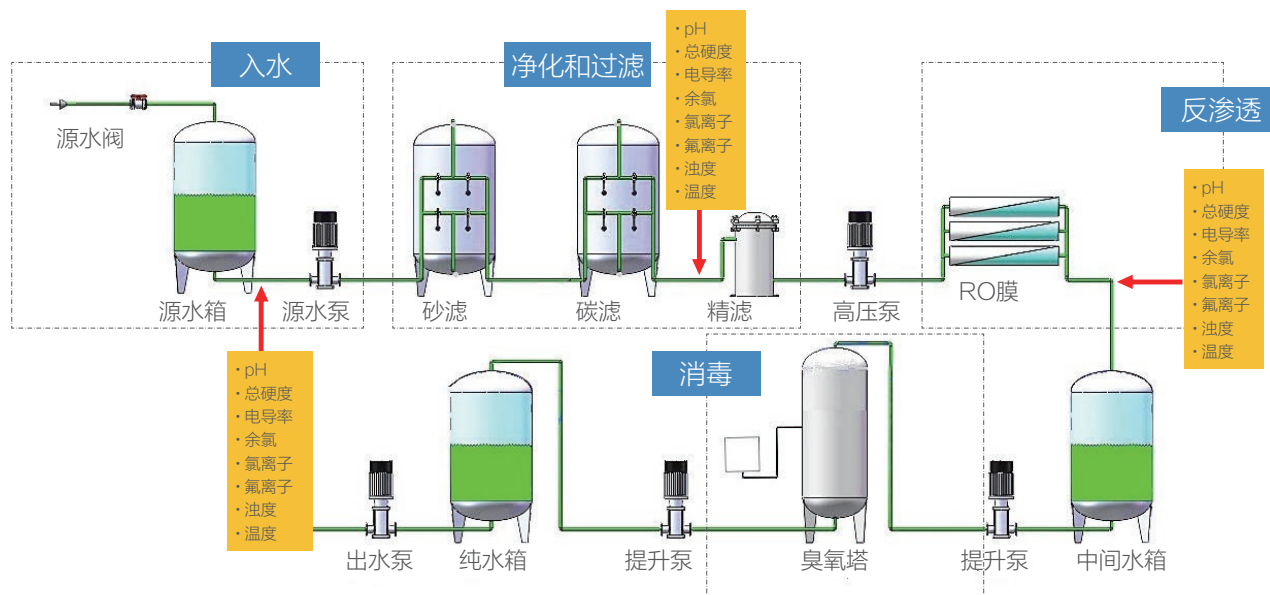 入水
净化和过滤
· pH
· 总硬度
· 电导率
· 余氯
· 氯离子
· 氟离子
· 浊度
· 温度
反渗透
· pH
· 总硬度
· 电导率
· 余氯
· 氯离子
· 氟离子
· 浊度
· 温度
源水阀
源水箱
源水泵
砂滤
碳滤
精滤
高压泵
RO膜
消毒
· pH
· 总硬度
· 电导率
· 余氯
· 氯离子
· 氟离子
· 浊度
· 温度
出水泵
纯水箱
提升泵
臭氧塔
提升泵
中间水箱